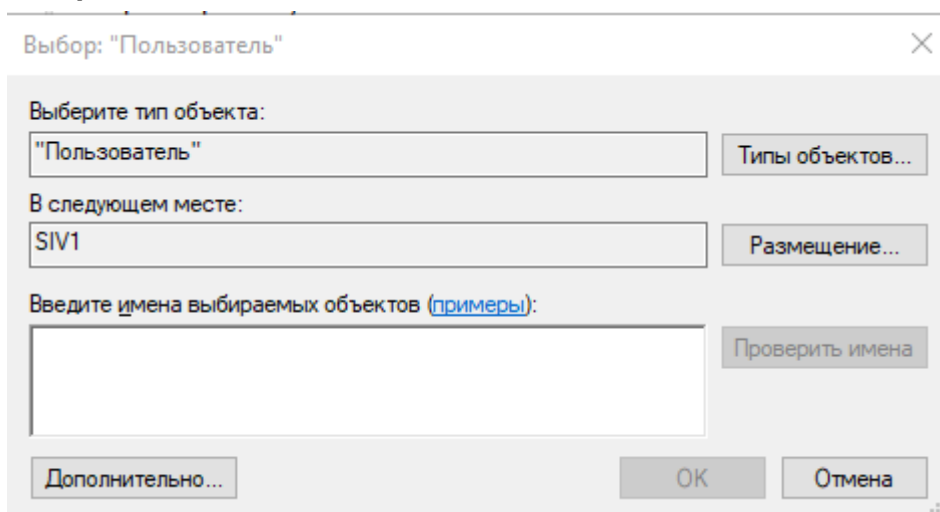 Выбор: "Пользователь"
Выберите тип объекта:
"Пользователь"
Типы объектов...
В следующем месте:
SIV1
Размещение...
Введите имена выбираемых объектов (примеры):
Проверить имена
Дополнительно...
ОК
Отмена